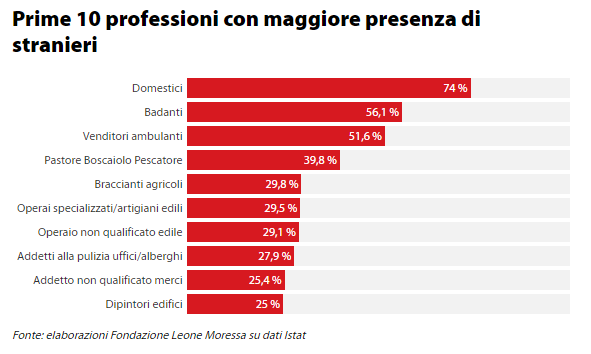 Prime 10 professioni con maggiore presenza di
stranieri
Domestici 74 %
Badanti 56,1 %
Venditori ambulanti 51,6 %
Pastore Boscaiolo Pescatore 39,8 %
Braccianti agricoli 29,8 %
Operai specializzati/artigiani edili 29,5 %
Operaio non qualificato edile 29,1 %
Addetti alla pulizia uffici/alberghi 27,9 %
Addetto non qualificato merci 25,4 %
Dipintori edifici 25 %
Fonte: elaborazioni Fondazione Leone Moressa su dati Istat